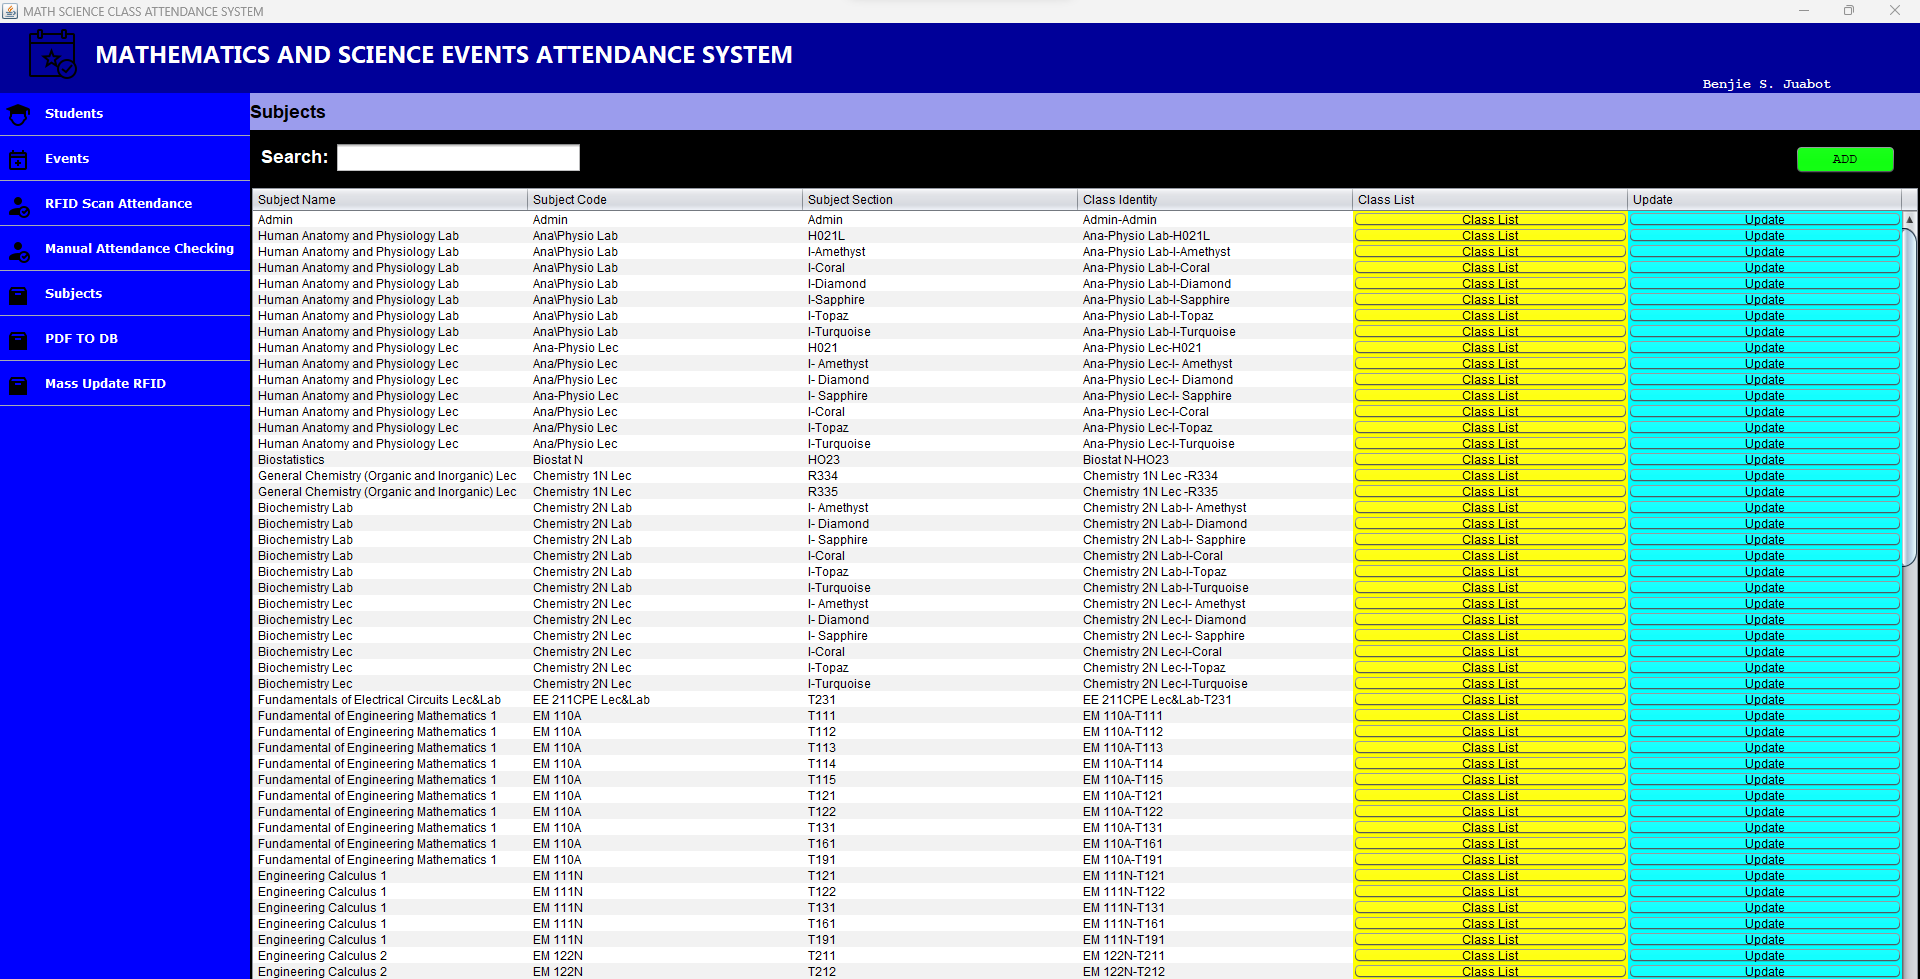 MATH SCIENCE CLASS ATTENDANCE SYSTEM
MATHEMATICS AND SCIENCE EVENTS ATTENDANCE SYSTEM
Benjie S. Juabot
Students
Events
RFID Scan Attendance
Manual Attendance Checking
Subjects
PDF TO DB
Mass Update RFID
Subjects
Search:
ADD
Subject Name Subject Code Subject Section Class Identity Class List Update
Admin Admin Admin Admin-Admin Class List Update
Human Anatomy and Physiology Lab Ana\Physio Lab H021L Ana-Physio Lab-H021L Class List Update
Human Anatomy and Physiology Lab Ana\Physio Lab I-Amethyst Ana-Physio Lab-I-Amethyst Class List Update
Human Anatomy and Physiology Lab Ana\Physio Lab I-Coral Ana-Physio Lab-I-Coral Class List Update
Human Anatomy and Physiology Lab Ana\Physio Lab I-Diamond Ana-Physio Lab-I-Diamond Class List Update
Human Anatomy and Physiology Lab Ana\Physio Lab I-Sapphire Ana-Physio Lab-I-Sapphire Class List Update
Human Anatomy and Physiology Lab Ana\Physio Lab I-Topaz Ana-Physio Lab-I-Topaz Class List Update
Human Anatomy and Physiology Lab Ana\Physio Lab I-Turquoise Ana-Physio Lab-I-Turquoise Class List Update
Human Anatomy and Physiology Lec Ana-Physio Lec H021 Ana-Physio Lec-H021 Class List Update
Human Anatomy and Physiology Lec Ana/Physio Lec I- Amethyst Ana-Physio Lec-I- Amethyst Class List Update
Human Anatomy and Physiology Lec Ana/Physio Lec I- Diamond Ana-Physio Lec-I- Diamond Class List Update
Human Anatomy and Physiology Lec Ana-Physio Lec I- Sapphire Ana-Physio Lec-I- Sapphire Class List Update
Human Anatomy and Physiology Lec Ana/Physio Lec I-Coral Ana-Physio Lec-I-Coral Class List Update
Human Anatomy and Physiology Lec Ana/Physio Lec I-Topaz Ana-Physio Lec-I-Topaz Class List Update
Human Anatomy and Physiology Lec Ana/Physio Lec I-Turquoise Ana-Physio Lec-I-Turquoise Class List Update
Biostatistics Biostat N HO23 Biostat N-HO23 Class List Update
General Chemistry (Organic and Inorganic) Lec Chemistry 1N Lec R334 Chemistry 1N Lec -R334 Class List Update
General Chemistry (Organic and Inorganic) Lec Chemistry 1N Lec R335 Chemistry 1N Lec -R335 Class List Update
Biochemistry Lab Chemistry 2N Lab I- Amethyst Chemistry 2N Lab-I- Amethyst Class List Update
Biochemistry Lab Chemistry 2N Lab I- Diamond Chemistry 2N Lab-I- Diamond Class List Update
Biochemistry Lab Chemistry 2N Lab I- Sapphire Chemistry 2N Lab-I- Sapphire Class List Update
Biochemistry Lab Chemistry 2N Lab I-Coral Chemistry 2N Lab-I-Coral Class List Update
Biochemistry Lab Chemistry 2N Lab I-Topaz Chemistry 2N Lab-I-Topaz Class List Update
Biochemistry Lab Chemistry 2N Lab I-Turquoise Chemistry 2N Lab-I-Turquoise Class List Update
Biochemistry Lec Chemistry 2N Lec I- Amethyst Chemistry 2N Lec-I- Amethyst Class List Update
Biochemistry Lec Chemistry 2N Lec I- Diamond Chemistry 2N Lec-I- Diamond Class List Update
Biochemistry Lec Chemistry 2N Lec I- Sapphire Chemistry 2N Lec-I- Sapphire Class List Update
Biochemistry Lec Chemistry 2N Lec I-Coral Chemistry 2N Lec-I-Coral Class List Update
Biochemistry Lec Chemistry 2N Lec I-Topaz Chemistry 2N Lec-I-Topaz Class List Update
Biochemistry Lec Chemistry 2N Lec I-Turquoise Chemistry 2N Lec-I-Turquoise Class List Update
Fundamentals of Electrical Circuits Lec&Lab EE 211CPE Lec&Lab T231 EE 211CPE Lec&Lab-T231 Class List Update
Fundamental of Engineering Mathematics 1 EM 110A T111 EM 110A-T111 Class List Update
Fundamental of Engineering Mathematics 1 EM 110A T112 EM 110A-T112 Class List Update
Fundamental of Engineering Mathematics 1 EM 110A T113 EM 110A-T113 Class List Update
Fundamental of Engineering Mathematics 1 EM 110A T114 EM 110A-T114 Class List Update
Fundamental of Engineering Mathematics 1 EM 110A T115 EM 110A-T115 Class List Update
Fundamental of Engineering Mathematics 1 EM 110A T121 EM 110A-T121 Class List Update
Fundamental of Engineering Mathematics 1 EM 110A T122 EM 110A-T122 Class List Update
Fundamental of Engineering Mathematics 1 EM 110A T131 EM 110A-T131 Class List Update
Fundamental of Engineering Mathematics 1 EM 110A T161 EM 110A-T161 Class List Update
Fundamental of Engineering Mathematics 1 EM 110A T191 EM 110A-T191 Class List Update
Engineering Calculus 1 EM 111N T121 EM 111N-T121 Class List Update
Engineering Calculus 1 EM 111N T122 EM 111N-T122 Class List Update
Engineering Calculus 1 EM 111N T131 EM 111N-T131 Class List Update
Engineering Calculus 1 EM 111N T161 EM 111N-T161 Class List Update
Engineering Calculus 1 EM 111N T191 EM 111N-T191 Class List Update
Engineering Calculus 2 EM 122N T211 EM 122N-T211 Class List Update
Engineering Calculus 2 EM 122N T212 EM 122N-T212 Class List Update